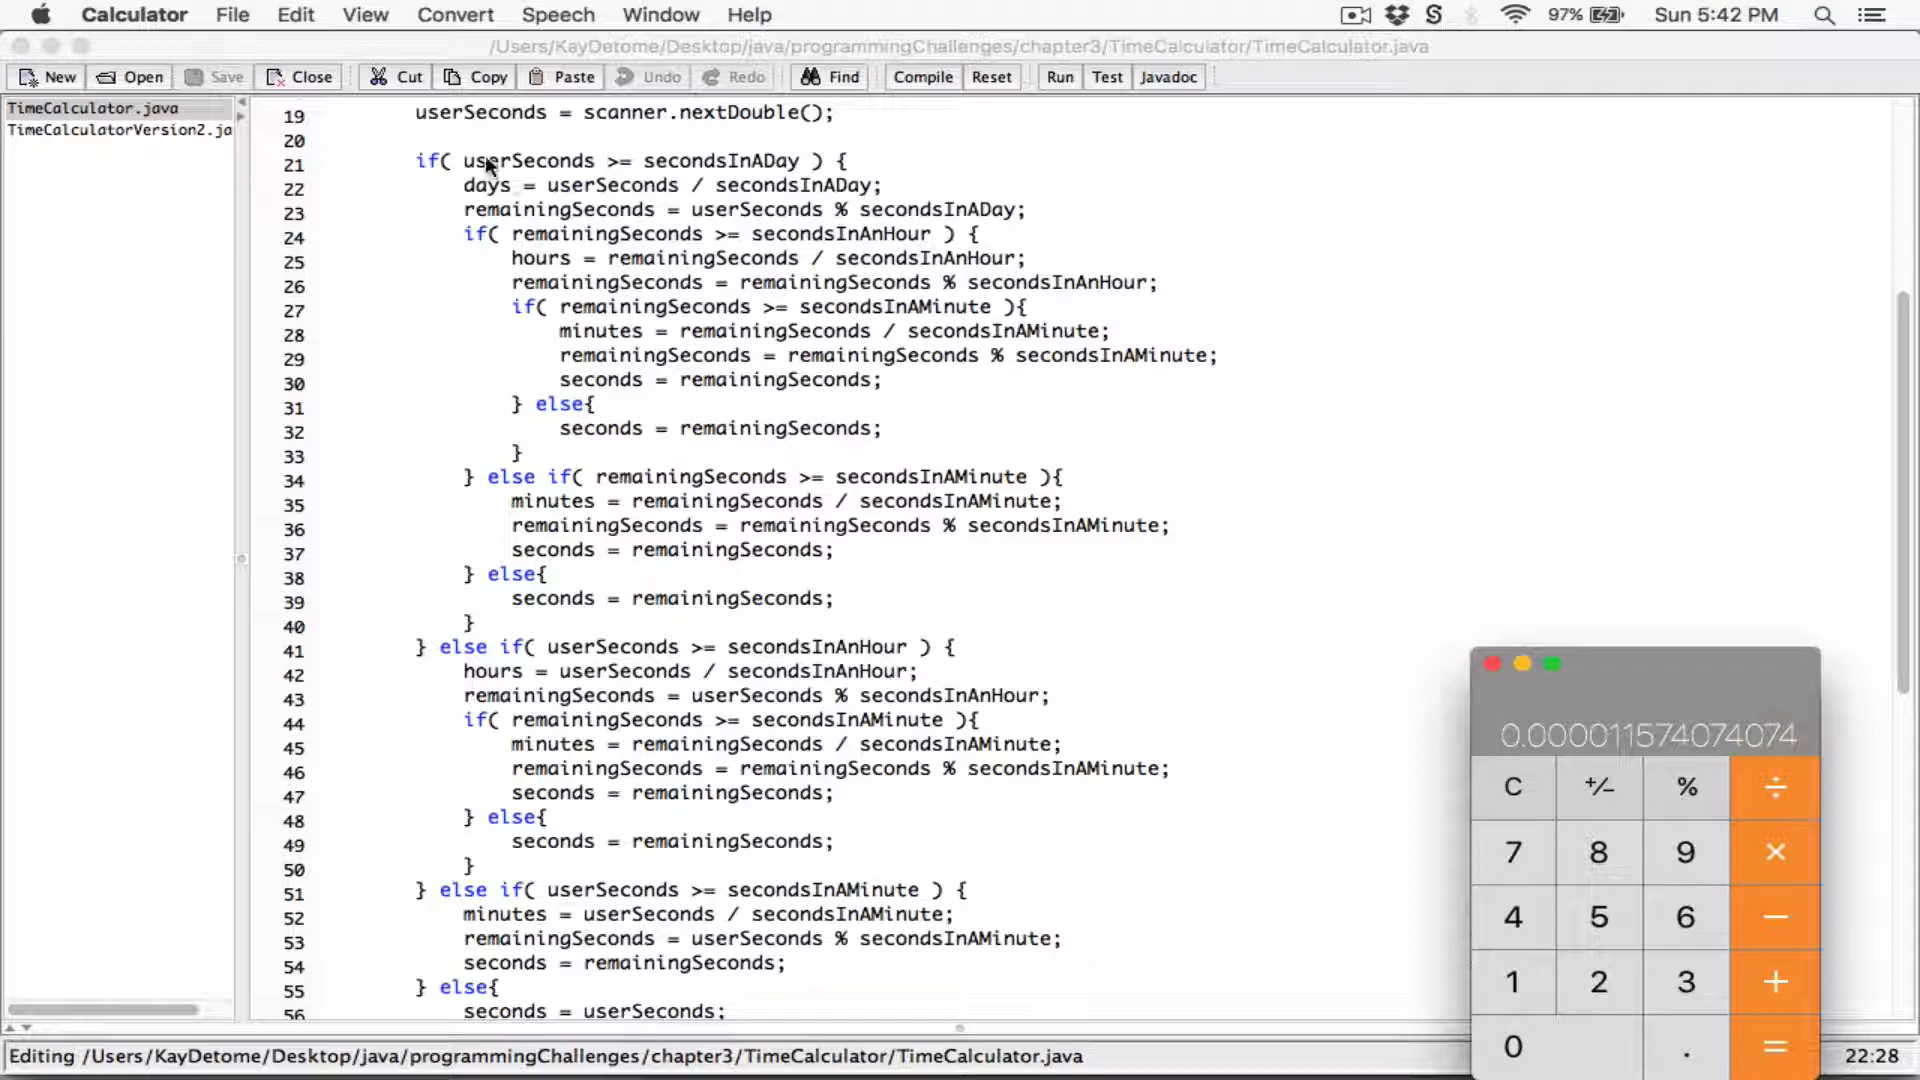 Calculator File Edit View Convert Speech Window Help 97% Sun 5:42 PM
/Users/KayDetome/Desktop/java/programmingChallenges/chapter3/TimeCalculator/TimeCalculator.java
New Open Save Close Cut Copy Paste Undo Redo Find Compile Reset Run Test Javadoc
TimeCalculator.java
TimeCalculatorVersion2.ja
19 userSeconds = scanner.nextDouble();
20
21 if( userSeconds >= secondsInADay ) {
22 days = userSeconds / secondsInADay;
23 remainingSeconds = userSeconds % secondsInADay;
24 if( remainingSeconds >= secondsInAnHour ) {
25 hours = remainingSeconds / secondsInAnHour;
26 remainingSeconds = remainingSeconds % secondsInAnHour;
27 if( remainingSeconds >= secondsInAMinute ){
28 minutes = remainingSeconds / secondsInAMinute;
29 remainingSeconds = remainingSeconds % secondsInAMinute;
30 seconds = remainingSeconds;
31 } else{
32 seconds = remainingSeconds;
33 }
34 } else if( remainingSeconds >= secondsInAMinute ){
35 minutes = remainingSeconds / secondsInAMinute;
36 remainingSeconds = remainingSeconds % secondsInAMinute;
37 seconds = remainingSeconds;
38 } else{
39 seconds = remainingSeconds;
40 }
41 } else if( userSeconds >= secondsInAnHour ) {
42 hours = userSeconds / secondsInAnHour;
43 remainingSeconds = userSeconds % secondsInAnHour;
44 if( remainingSeconds >= secondsInAMinute ){
45 minutes = remainingSeconds / secondsInAMinute;
46 remainingSeconds = remainingSeconds % secondsInAMinute;
47 seconds = remainingSeconds;
48 } else{
49 seconds = remainingSeconds;
50 }
51 } else if( userSeconds >= secondsInAMinute ) {
52 minutes = userSeconds / secondsInAMinute;
53 remainingSeconds = userSeconds % secondsInAMinute;
54 seconds = remainingSeconds;
55 } else{
56 seconds = userSeconds;
0.000011574074074
C +/− % ÷
7 8 9 ×
4 5 6 −
1 2 3 +
0 . =
Editing /Users/KayDetome/Desktop/java/programmingChallenges/chapter3/TimeCalculator/TimeCalculator.java 22:28